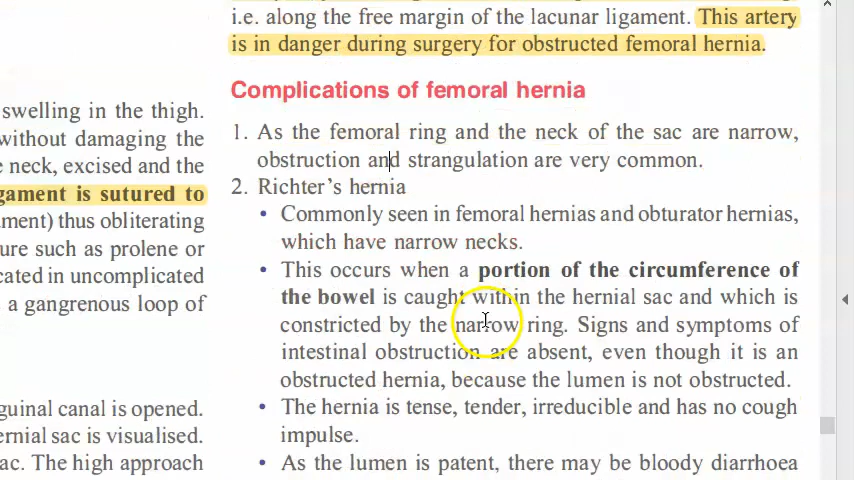 i.e. along the free margin of the lacunar ligament. This artery
is in danger during surgery for obstructed femoral hernia.
Complications of femoral hernia
1. As the femoral ring and the neck of the sac are narrow,
obstruction and strangulation are very common.
2. Richter's hernia
• Commonly seen in femoral hernias and obturator hernias,
which have narrow necks.
• This occurs when a portion of the circumference of
the bowel is caught within the hernial sac and which is
constricted by the narrow ring. Signs and symptoms of
intestinal obstruction are absent, even though it is an
obstructed hernia, because the lumen is not obstructed.
• The hernia is tense, tender, irreducible and has no cough
impulse.
• As the lumen is patent, there may be bloody diarrhoea
swelling in the thigh.
without damaging the
e neck, excised and the
gament is sutured to
ament) thus obliterating
ure such as prolene or
cated in uncomplicated
a gangrenous loop of
guinal canal is opened.
ernial sac is visualised.
ac. The high approach